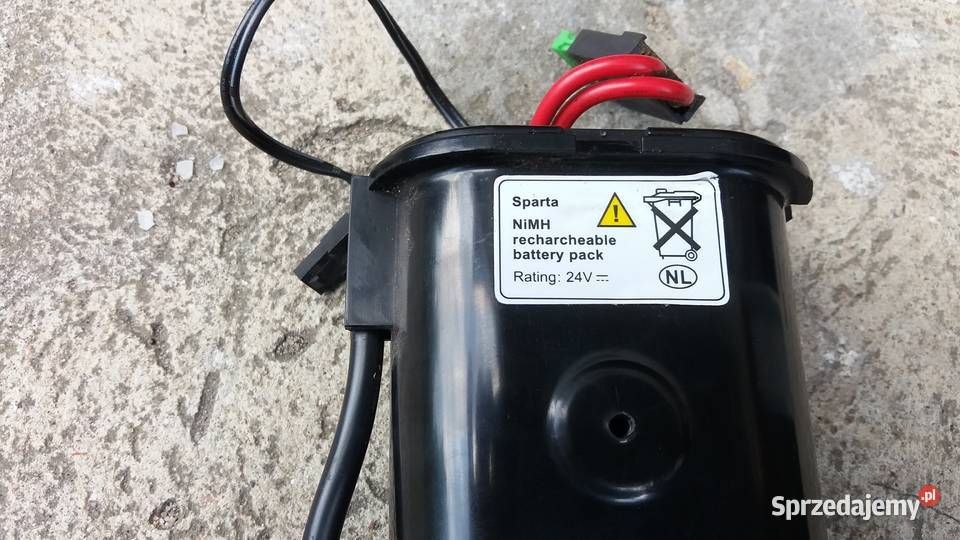 Sparta
NiMH
recharcheable
battery pack
Rating: 24V ⎓
NL
Sprzedajemy.pl